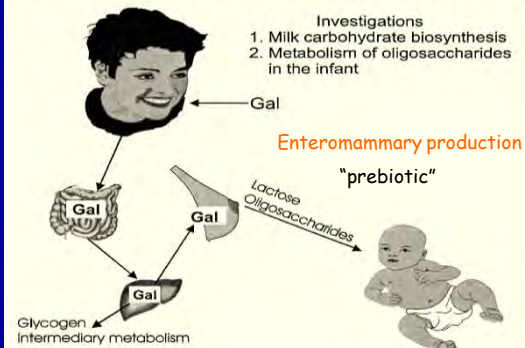 Investigations
1. Milk carbohydrate biosynthesis
2. Metabolism of oligosaccharides
in the infant
Gal
Enteromammary production
“prebiotic”
Gal
Gal
Lactose
Oligosaccharides
Gal
Glycogen
Intermediary metabolism